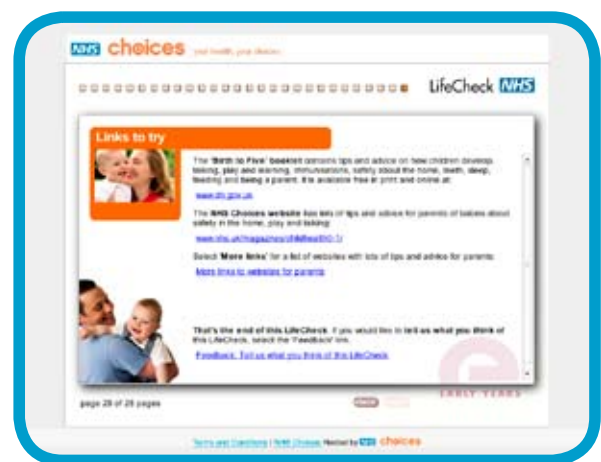 NHS choices your health, your choices
LifeCheck NHS
Links to try
The 'Birth to Five' booklet contains tips and advice on how children develop,
talking, play and learning, immunisations, safety about the home, teeth, sleep,
feeding and being a parent. It is available free in print and online at:
www.dh.gov.uk
The NHS Choices website has lots of tips and advice for parents of babies about
safety in the home, play and talking:
Select 'More links' for a list of websites with lots of tips and advice for parents:
More links to websites for parents
That's the end of this LifeCheck. If you would like to tell us what you think of
this LifeCheck, select the 'Feedback' link.
Feedback. Tell us what you think of this LifeCheck
e
EARLY YEARS
page 28 of 28 pages
Terms and Conditions | NHS Choices Hosted by NHS choices